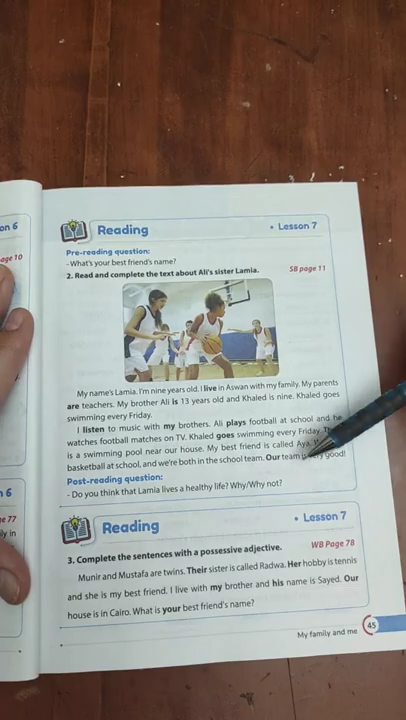 on 6
age 10
Reading
• Lesson 7
Pre-reading question:
- What's your best friend's name?
2. Read and complete the text about Ali's sister Lamia.
SB page 11
My name's Lamia. I'm nine years old. I live in Aswan with my family. My parents
are teachers. My brother Ali is 13 years old and Khaled is nine. Khaled goes
swimming every Friday.
I listen to music with my brothers. Ali plays football at school and he
watches football matches on TV. Khaled goes swimming every Friday.
is a swimming pool near our house. My best friend is called Aya.
basketball at school, and we're both in the school team. Our team is very good!
Post-reading question:
- Do you think that Lamia lives a healthy life? Why/Why not?
n 6
e 77
ly in
Reading
• Lesson 7
3. Complete the sentences with a possessive adjective.
WB Page 78
Munir and Mustafa are twins. Their sister is called Radwa. Her hobby is tennis
and she is my best friend. I live with my brother and his name is Sayed. Our
house is in Cairo. What is your best friend's name?
My family and me
45